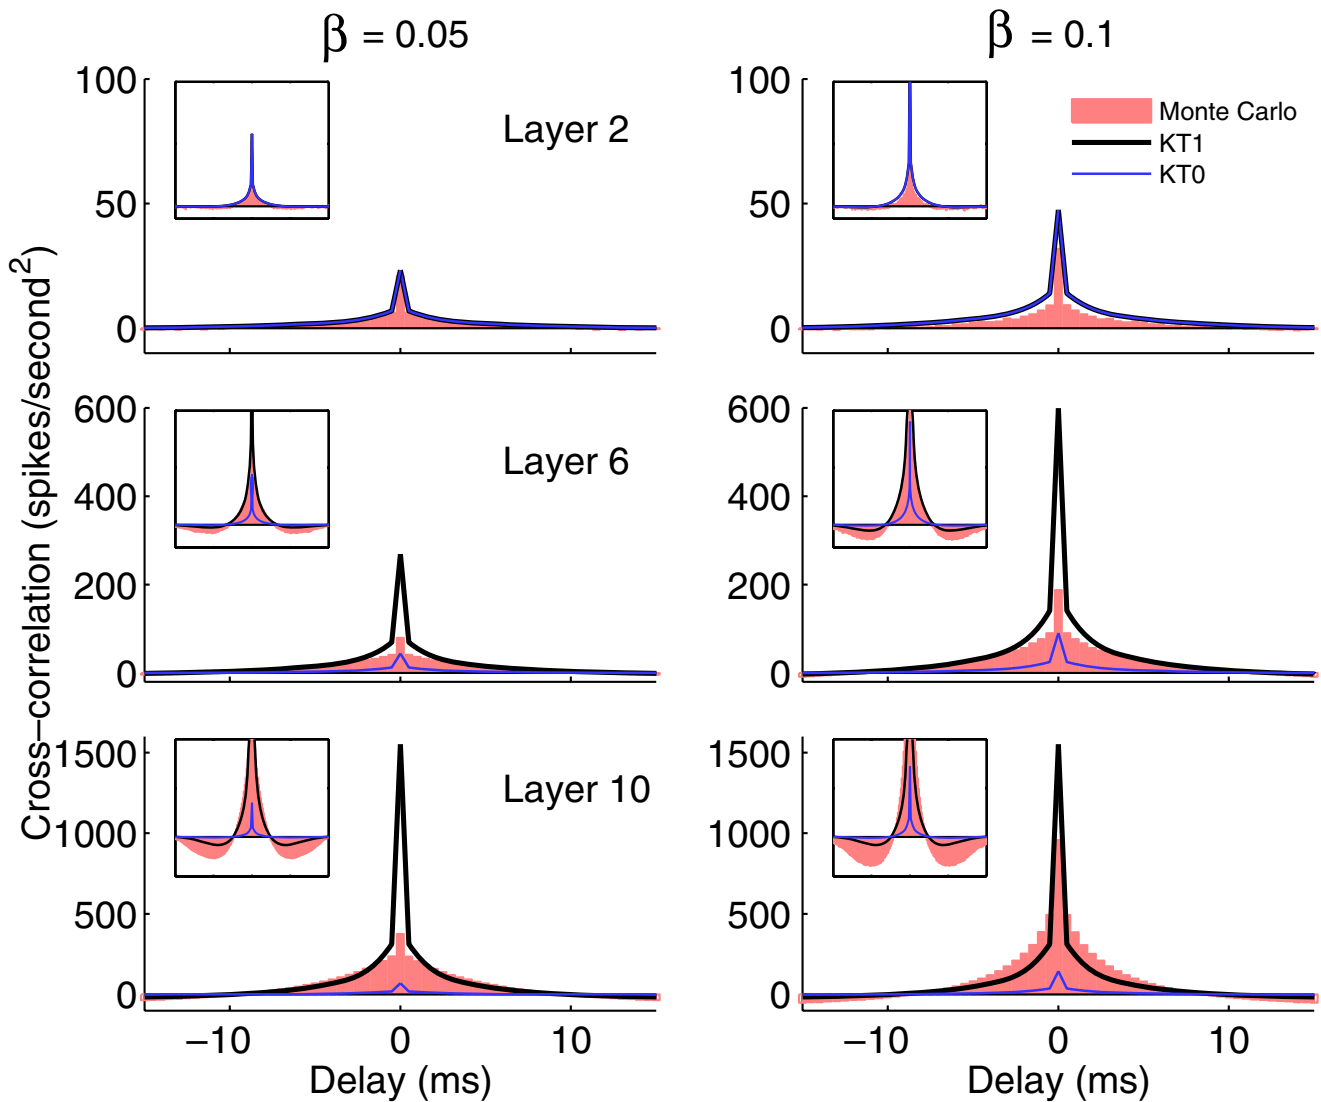 β = 0.05
β = 0.1
Cross−correlation (spikes/second²)
100
50
0
Layer 2
100
50
0
Monte Carlo
KT1
KT0
600
400
200
0
Layer 6
600
400
200
0
1500
1000
500
0
Layer 10
1500
1000
500
0
−10 0 10
Delay (ms)
−10 0 10
Delay (ms)